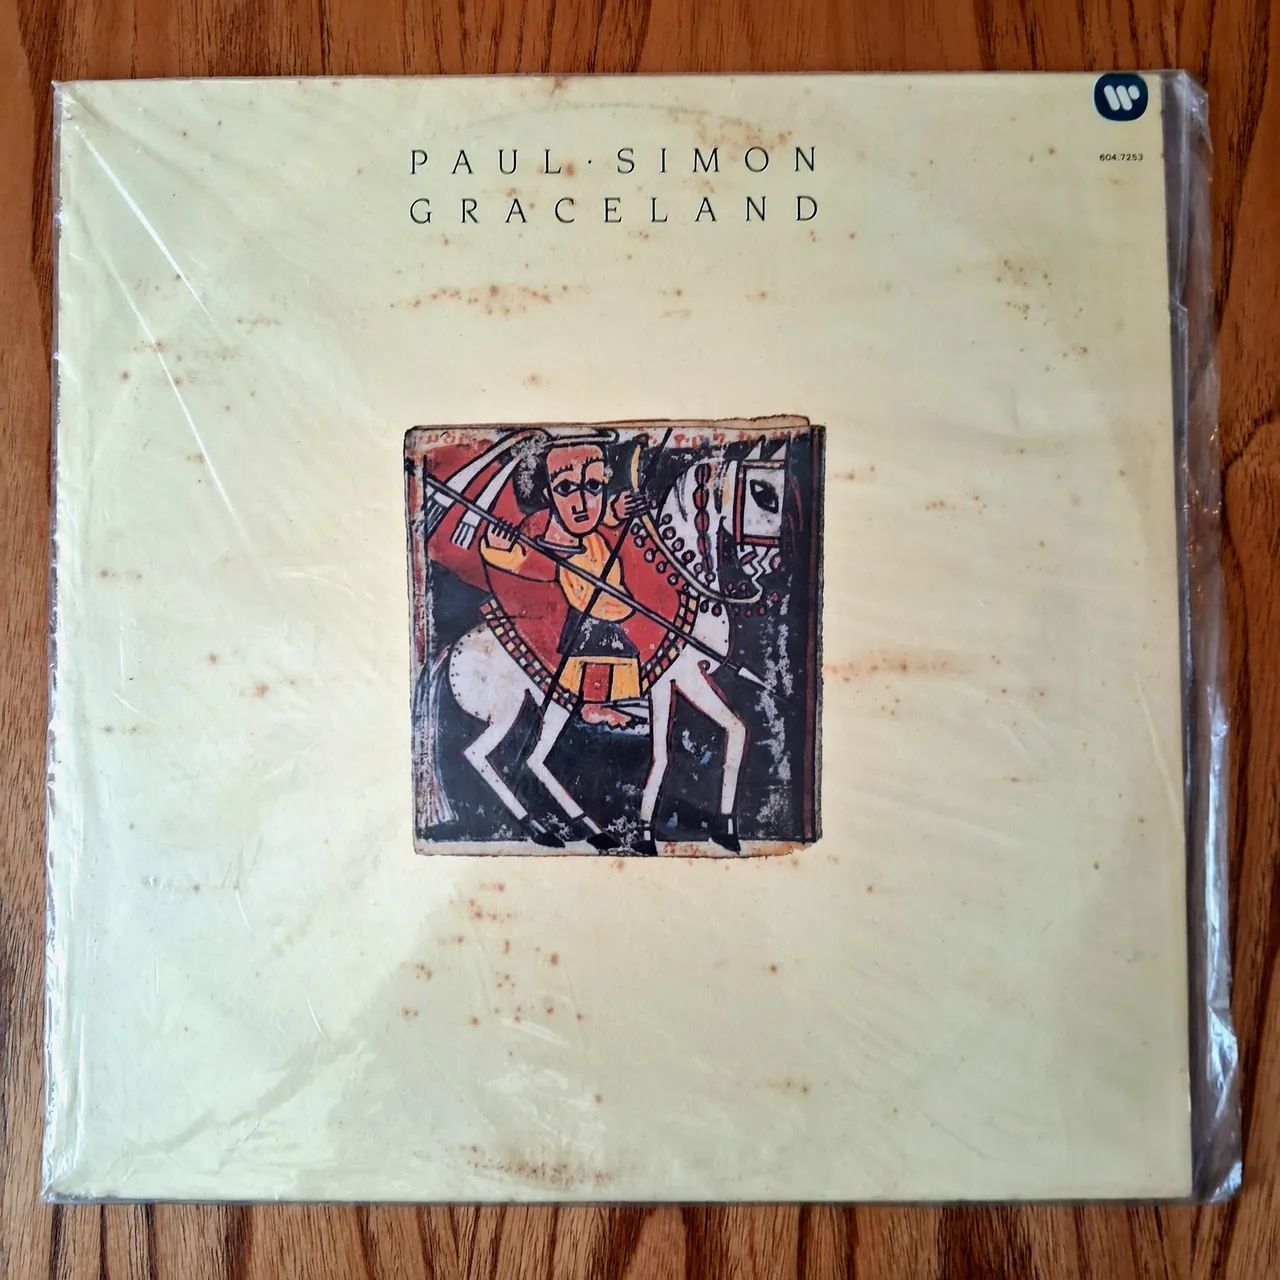 PAUL · SIMON
GRACELAND
604.7253